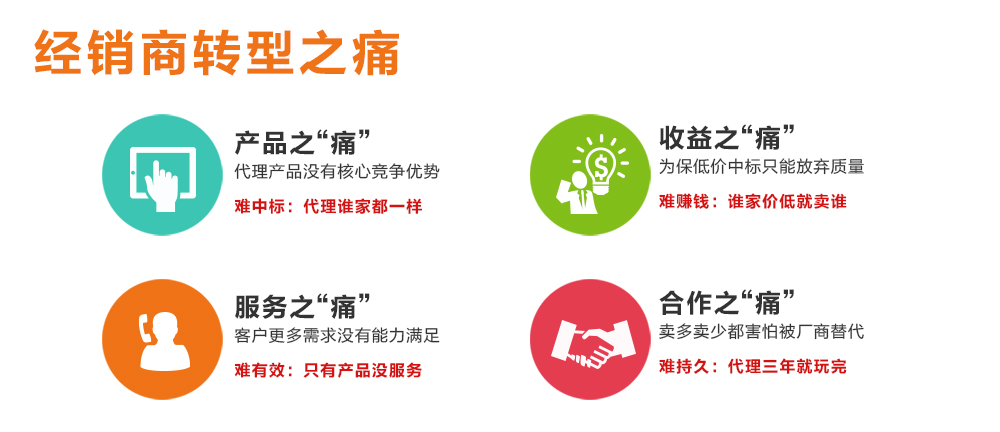 经销商转型之痛
产品之“痛”
代理产品没有核心竞争优势
难中标：代理谁家都一样
收益之“痛”
为保低价中标只能放弃质量
难赚钱：谁家价低就卖谁
服务之“痛”
客户更多需求没有能力满足
难有效：只有产品没服务
合作之“痛”
卖多卖少都害怕被厂商替代
难持久：代理三年就玩完